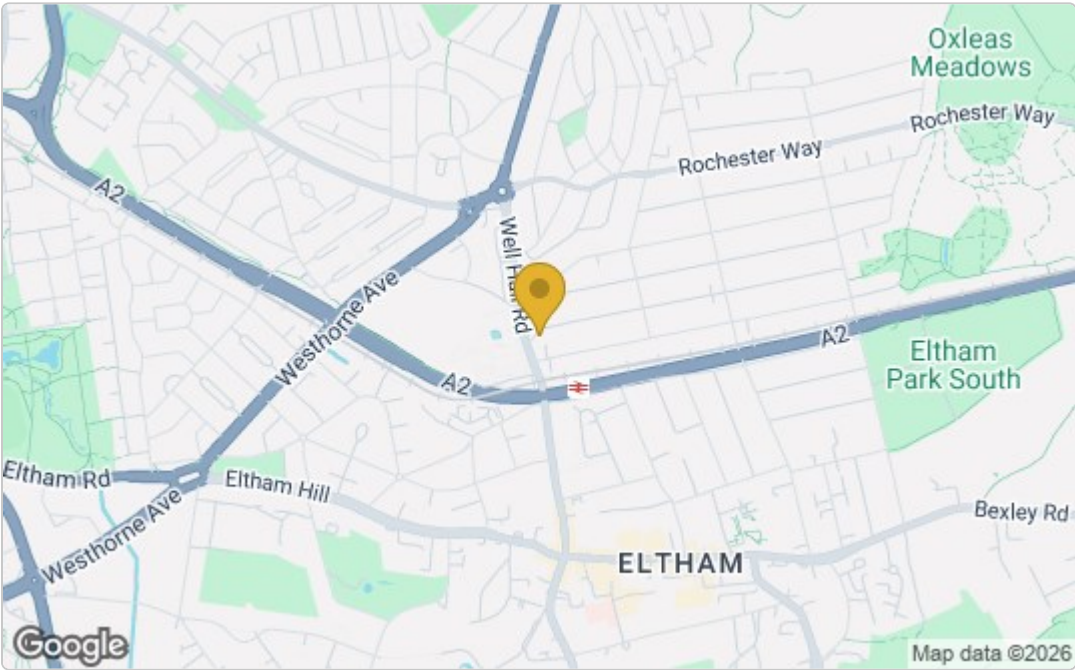 Oxleas
Meadows
Rochester Way
Rochester Way
A2
Well Hall Rd
Westhorne Ave
A2
A2
Eltham
Park South
Eltham Rd
Eltham Hill
Westhorne Ave
Bexley Rd
ELTHAM
Google
Map data ©2026